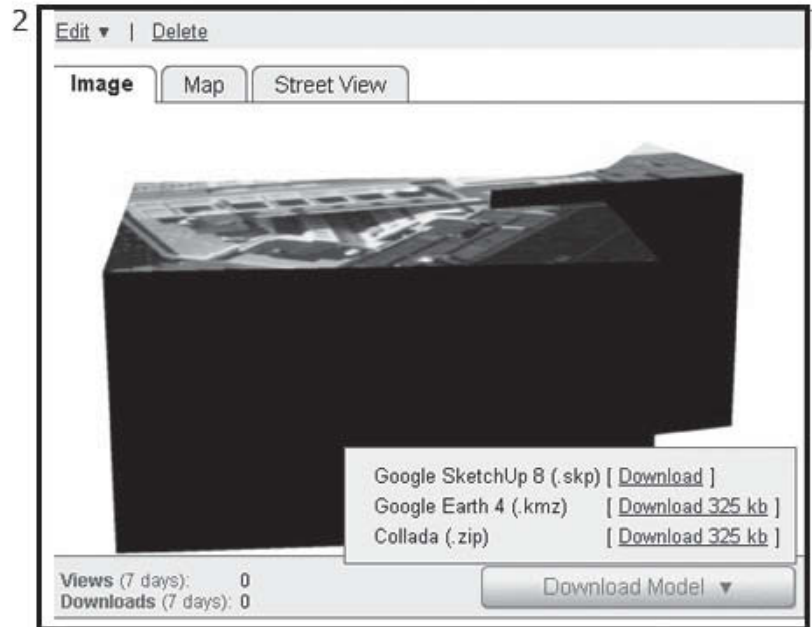 2
Edit ▼ | Delete
Image Map Street View
Google SketchUp 8 (.skp) [ Download ]
Google Earth 4 (.kmz) [ Download 325 kb ]
Collada (.zip) [ Download 325 kb ]
Views (7 days): 0
Downloads (7 days): 0
Download Model ▼